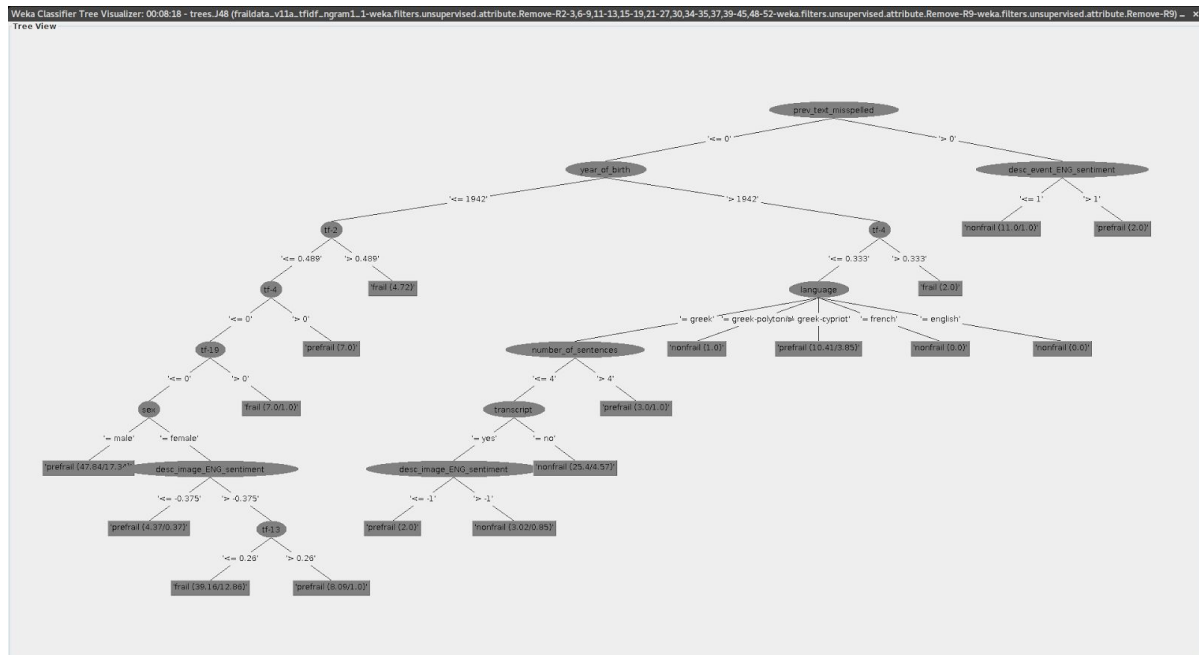 Weka Classifier Tree Visualizer: 00:08:18 - trees.J48 (fraildata_v11a_tfidf_ngram1..1-weka.filters.unsupervised.attribute.Remove-R2-3,6-9,11-13,15-19,21-27,30,34-35,37,39-45,48-52-weka.filters.unsupervised.attribute.Remove-R9-weka.filters.unsupervised.attribute.Remove-R9)
Tree View
prev_text_misspelled
'<= 0' '> 0'
year_of_birth desc_event_ENG_sentiment
'<= 1942' '> 1942' '<= 1' '> 1'
tf-2 tf-4 'nonfrail (11.0/1.0)' 'prefrail (2.0)'
'<= 0.489' '> 0.489' '<= 0.333' '> 0.333'
tf-4 'frail (4.72)' language 'frail (2.0)'
'<= 0' '> 0' '= greek' '= greek-polytoni greek-cypriot' '= french' '= english'
tf-19 'prefrail (7.0)' number_of_sentences 'nonfrail (1.0)' 'prefrail (10.41/3.85)' 'nonfrail (0.0)' 'nonfrail (0.0)'
'<= 0' '> 0' '<= 4' '> 4'
sex 'frail (7.0/1.0)' transcript 'prefrail (3.0/1.0)'
'= male' '= female' '= yes' '= no'
'prefrail (47.84/17.34)' desc_image_ENG_sentiment desc_image_ENG_sentiment 'nonfrail (25.4/4.57)'
'<= -0.375' '> -0.375' '<= -1' '> -1'
'prefrail (4.37/0.37)' tf-13 'prefrail (2.0)' 'nonfrail (3.02/0.85)'
'<= 0.26' '> 0.26'
'frail (39.16/12.86)' 'prefrail (8.09/1.0)'